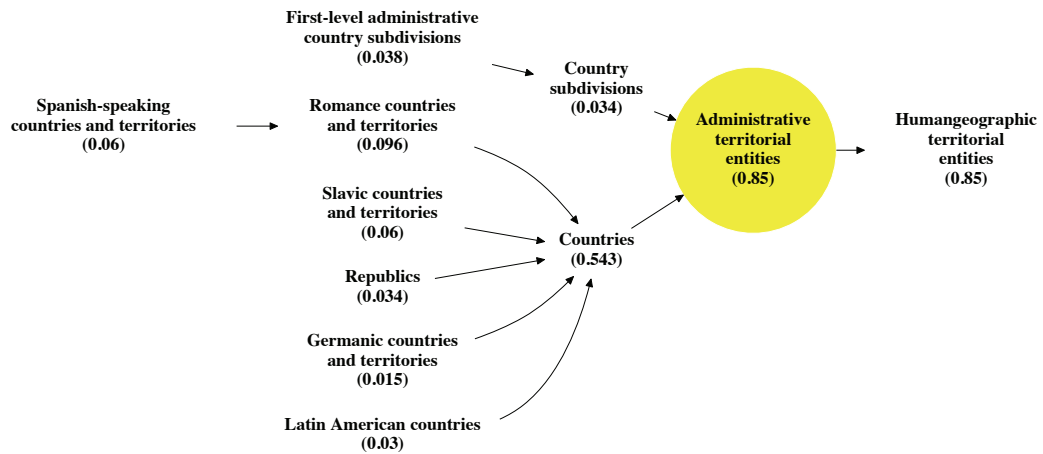 First-level administrative
country subdivisions
(0.038)
Country
subdivisions
(0.034)
Spanish-speaking
countries and territories
(0.06)
Romance countries
and territories
(0.096)
Administrative
territorial
entities
(0.85)
Humangeographic
territorial
entities
(0.85)
Slavic countries
and territories
(0.06)
Countries
(0.543)
Republics
(0.034)
Germanic countries
and territories
(0.015)
Latin American countries
(0.03)